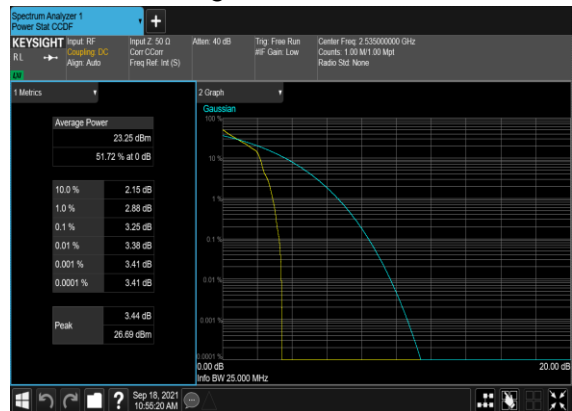 Spectrum Analyzer 1
Power Stat CCDF
KEYSIGHT
R L
Input: RF
Coupling: DC
Align: Auto
Input Z: 50 Ω
Corr CCorr
Freq Ref: Int (S)
Atten: 40 dB
Trig: Free Run
#IF Gain: Low
Center Freq: 2.535000000 GHz
Counts: 1.00 M/1.00 Mpt
Radio Std: None
1 Metrics
Average Power
23.25 dBm
51.72 % at 0 dB
10.0 % 2.15 dB
1.0 % 2.88 dB
0.1 % 3.25 dB
0.01 % 3.38 dB
0.001 % 3.41 dB
0.0001 % 3.41 dB
Peak
3.44 dB
26.69 dBm
2 Graph
Gaussian
100 %
10 %
1 %
0.1 %
0.01 %
0.001 %
0.0001 %
0.00 dB 20.00 dB
Info BW 25.000 MHz
Sep 18, 2021
10:55:20 AM